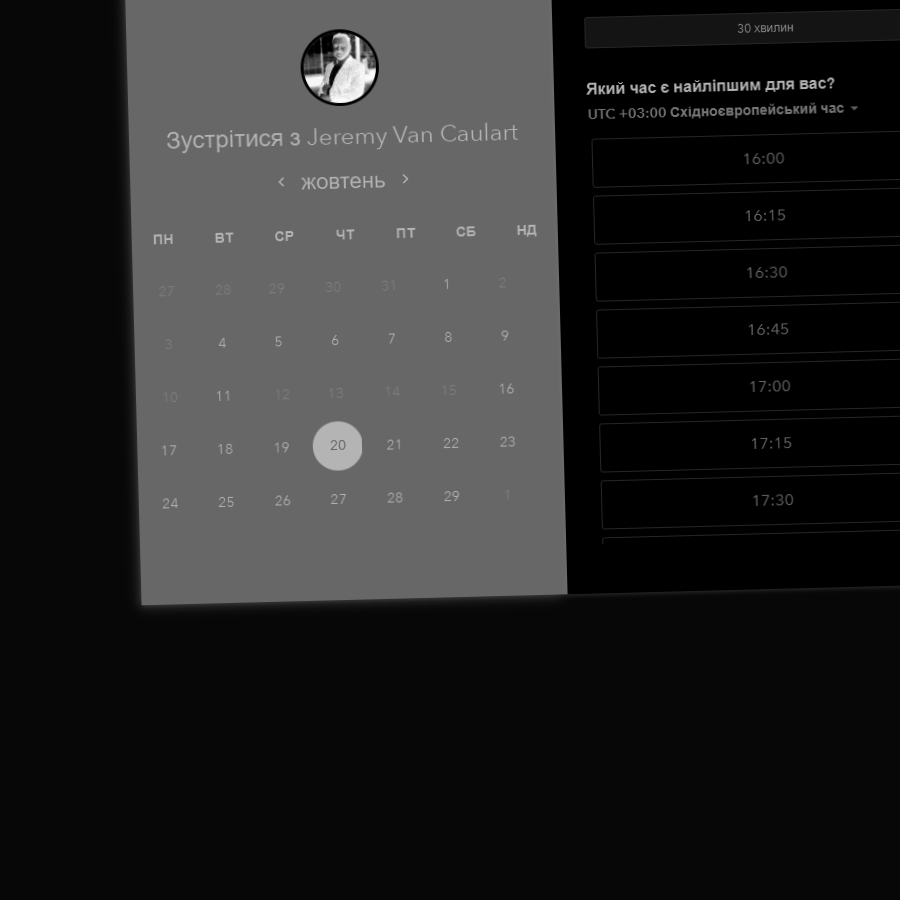 Зустрітися з Jeremy Van Caulart
жовтень
ПН ВТ СР ЧТ ПТ СБ НД
27 28 29 30 31 1 2
3 4 5 6 7 8 9
10 11 12 13 14 15 16
17 18 19 20 21 22 23
24 25 26 27 28 29 1
30 хвилин
Який час є найліпшим для вас?
UTC +03:00 Східноєвропейський час
16:00
16:15
16:30
16:45
17:00
17:15
17:30